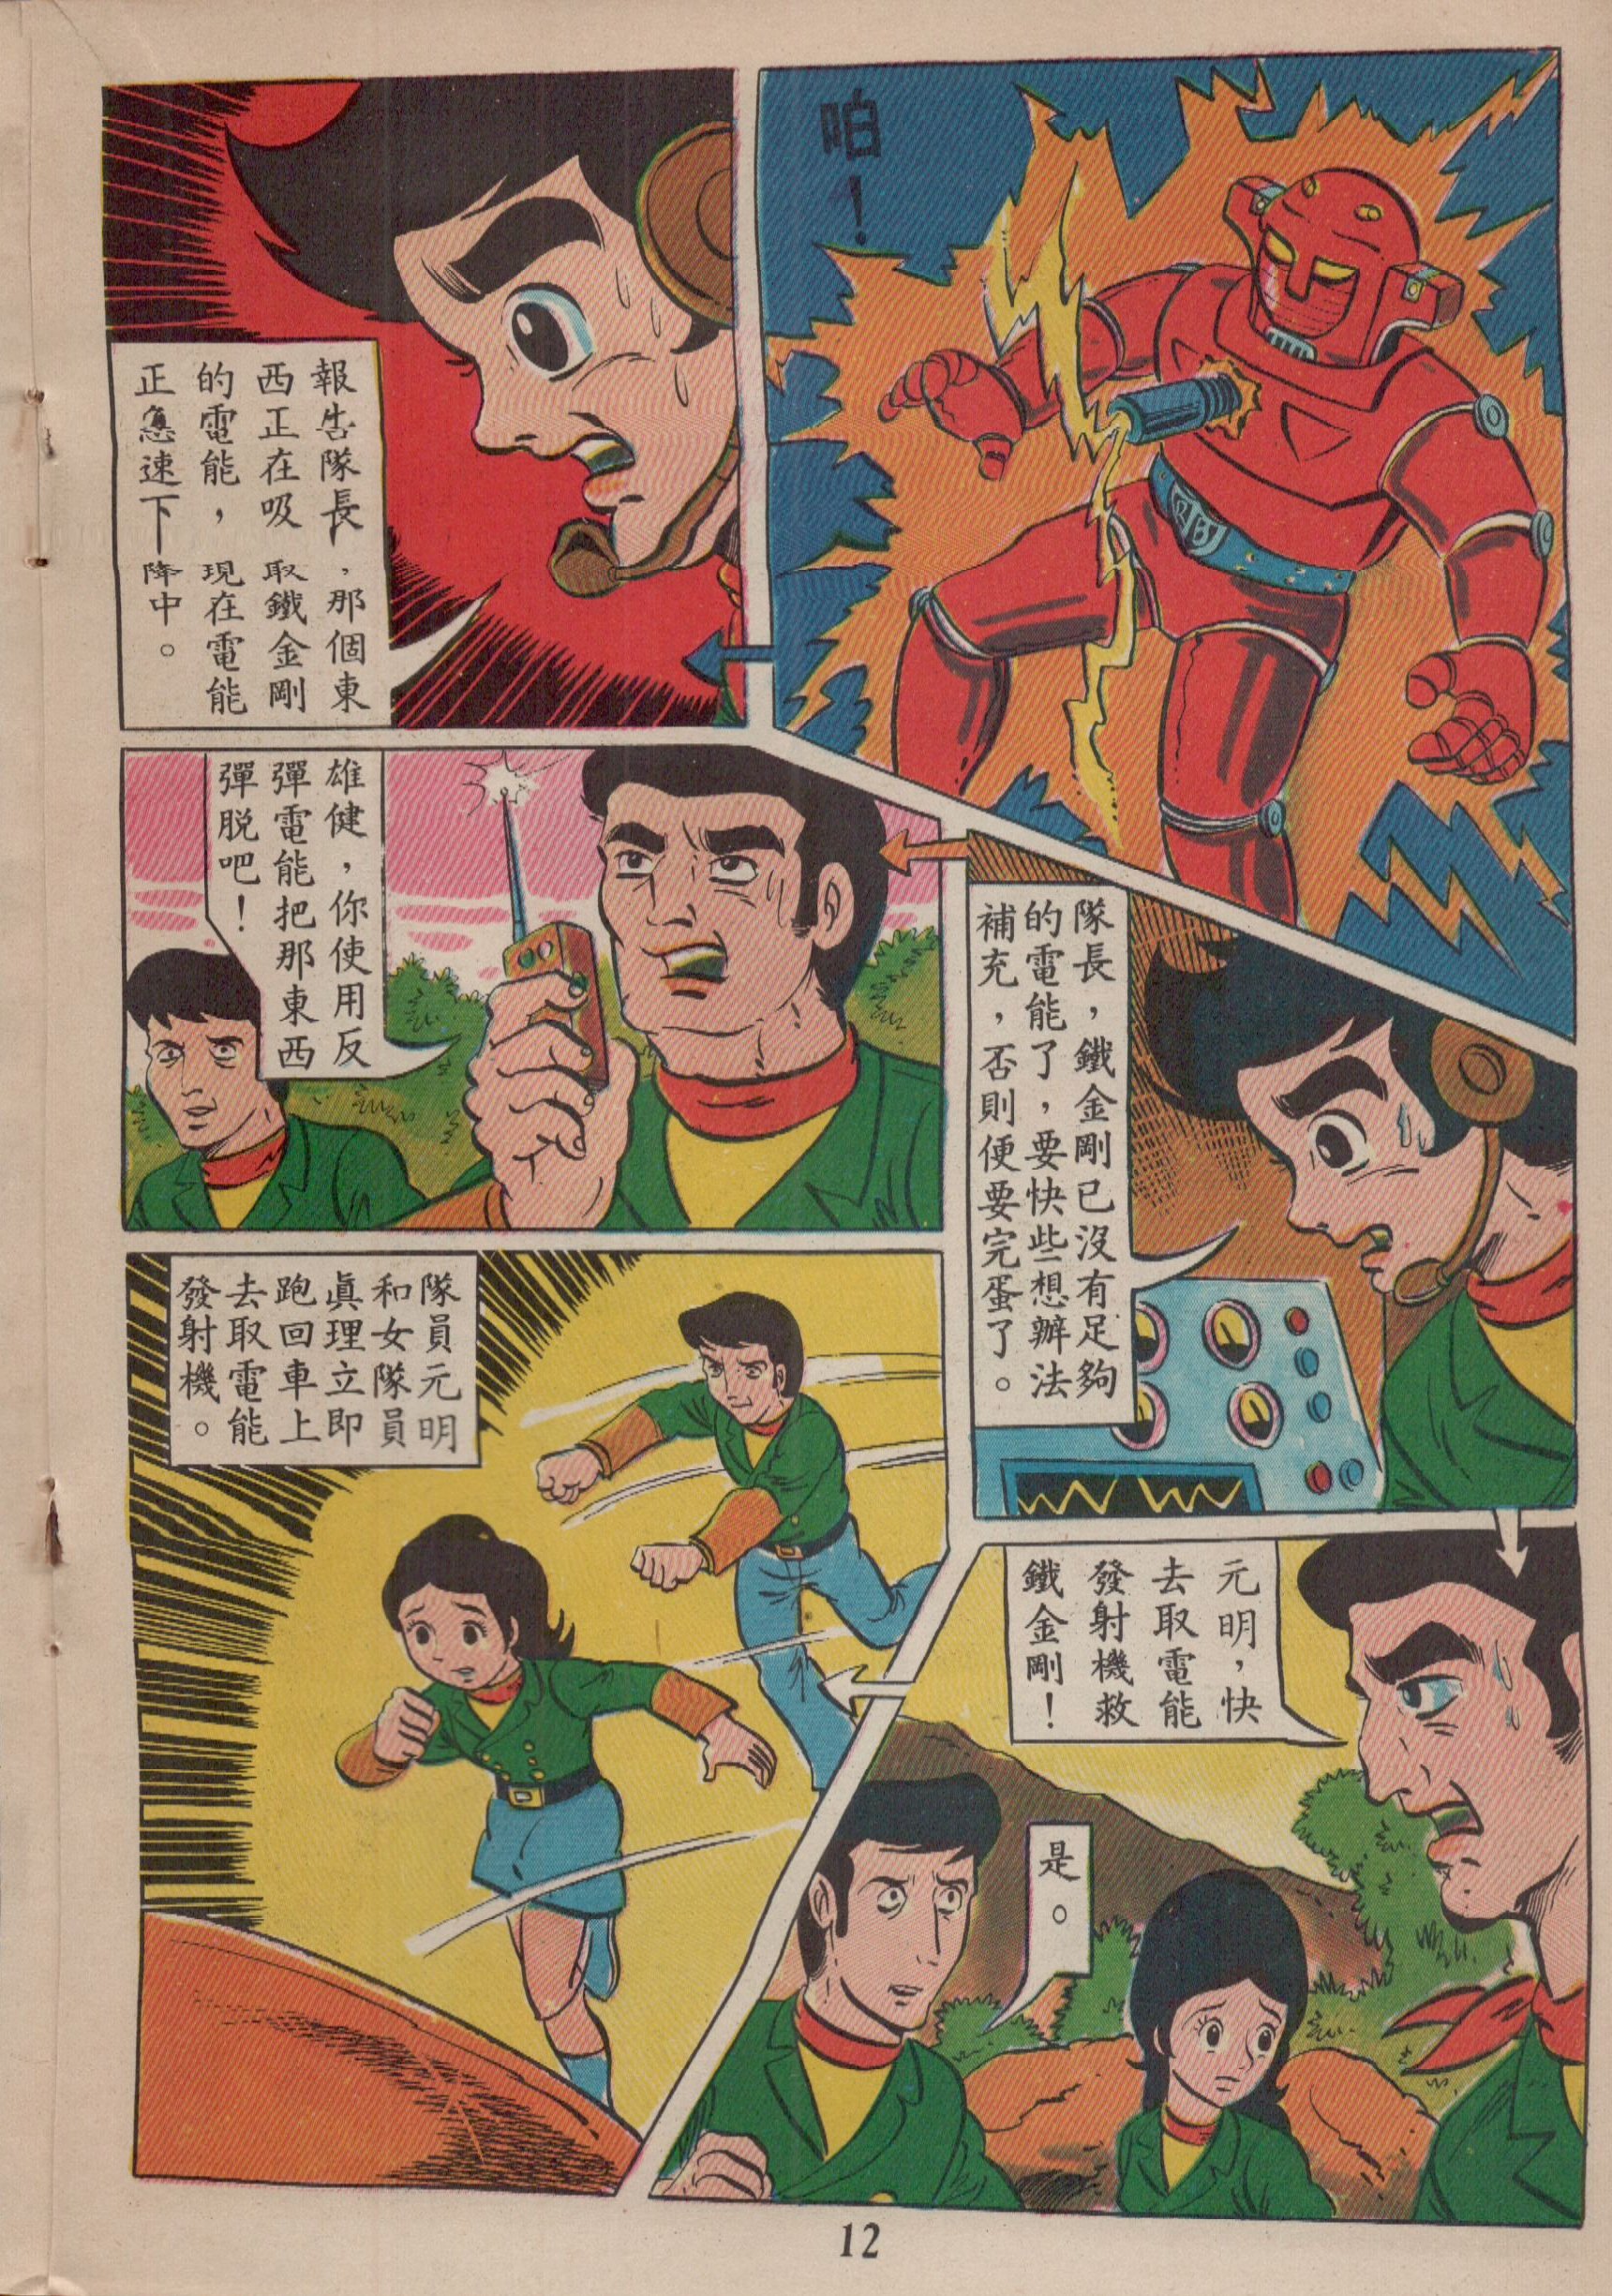 咱！
報告隊長，那個東
西正在吸取鐵金剛
的電能，現在電能
正急速下降中。
雄健，你使用反
彈電能把那東西
彈脱吧！
隊長，鐵金剛已沒有足夠
的電能了，要快些想辦法
補充，否則便要完蛋了。
元明，快
去取電能
發射機救
鐵金剛！
是。
隊員元明
和女隊員
眞理立即
跑回車上
去取電能
發射機。
12